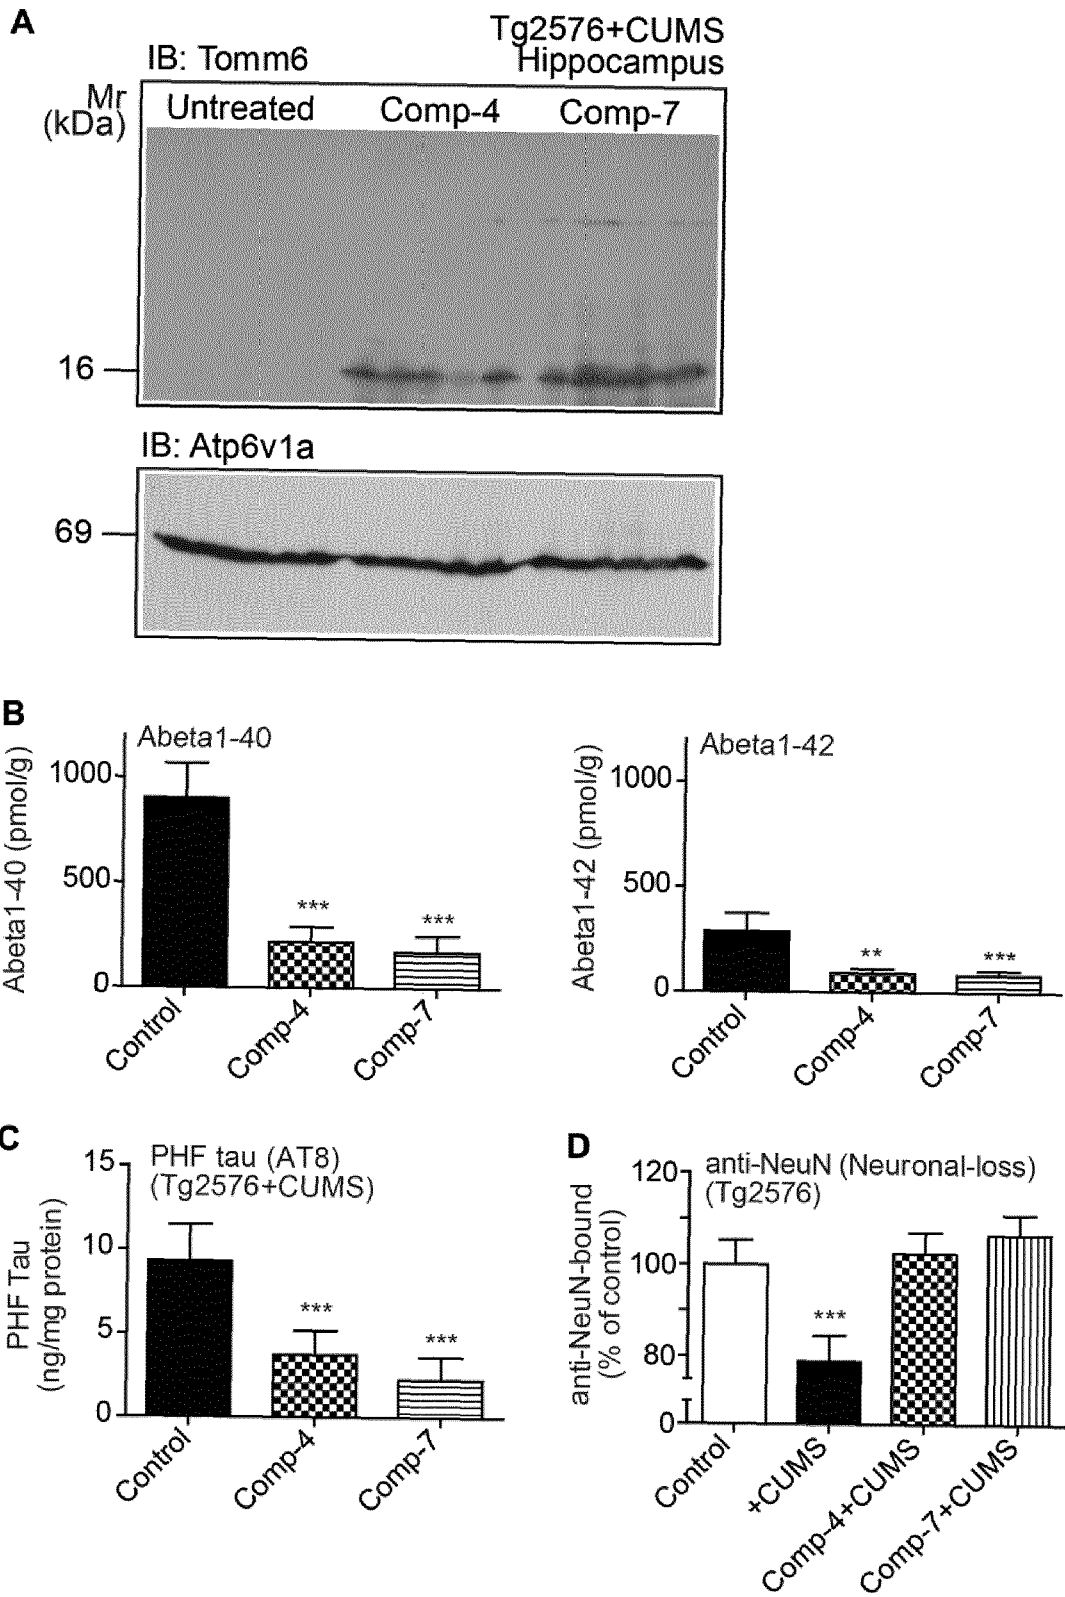 A
IB: Tomm6
Tg2576+CUMS
Hippocampus
Mr
(kDa)
Untreated
Comp-4
Comp-7
16
IB: Atp6v1a
69
B
Abeta1-40
Abeta1-40 (pmol/g)
1000
500
0
***
***
Control
Comp-4
Comp-7
Abeta1-42
Abeta1-42 (pmol/g)
1000
500
0
**
***
Control
Comp-4
Comp-7
C
PHF tau (AT8)
(Tg2576+CUMS)
PHF Tau
(ng/mg protein)
15
10
5
0
***
***
Control
Comp-4
Comp-7
D
anti-NeuN (Neuronal-loss)
(Tg2576)
anti-NeuN-bound
(% of control)
120
100
80
0
***
Control
+CUMS
Comp-4+CUMS
Comp-7+CUMS